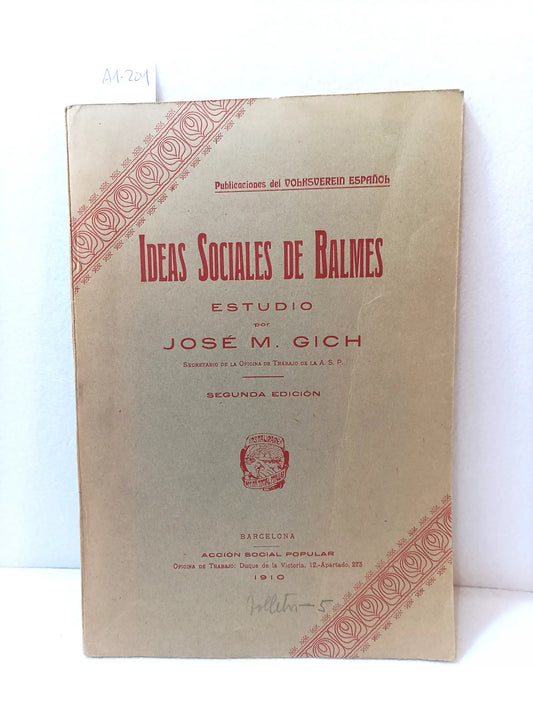 A1-201
Publicaciones del VOLKSVEREIN ESPAÑOL
IDEAS SOCIALES DE BALMES
ESTUDIO
por
JOSÉ M. GICH
SECRETARIO DE LA OFICINA DE TRABAJO DE LA A. S. P.
SEGUNDA EDICIÓN
BARCELONA
ACCIÓN SOCIAL POPULAR
OFICINA DE TRABAJO: Duque de la Victoria, 12.-Apartado, 273
1910
5